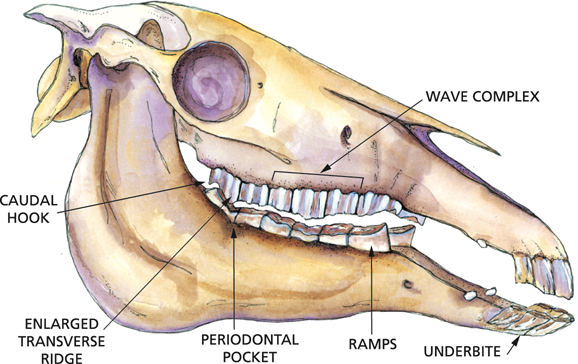 WAVE COMPLEX
CAUDAL
HOOK
ENLARGED
TRANSVERSE
RIDGE
PERIODONTAL
POCKET
RAMPS
UNDERBITE